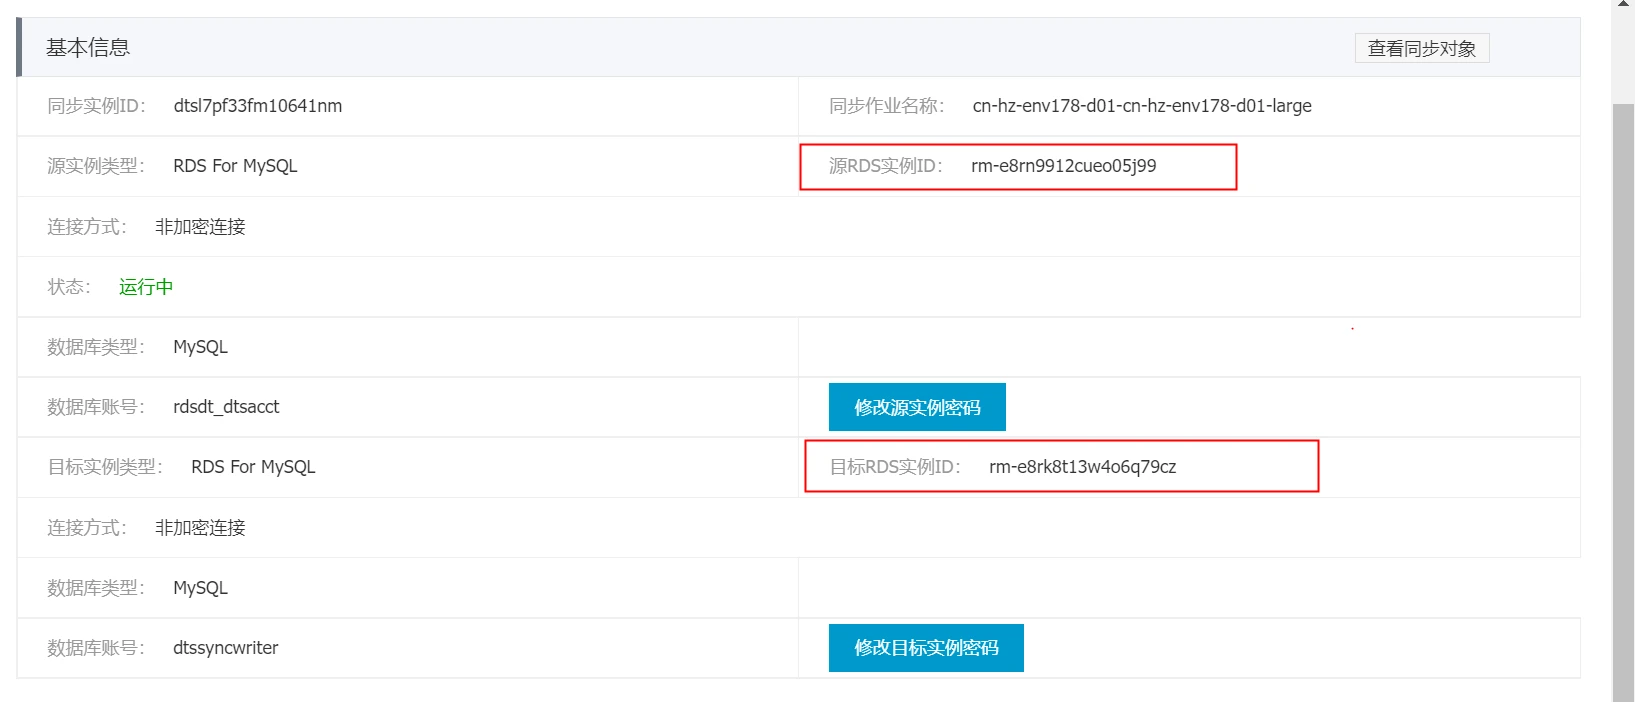 基本信息
查看同步对象
同步实例ID： dtsl7pf33fm10641nm
同步作业名称： cn-hz-env178-d01-cn-hz-env178-d01-large
源实例类型： RDS For MySQL
源RDS实例ID： rm-e8rn9912cueo05j99
连接方式： 非加密连接
状态： 运行中
数据库类型： MySQL
数据库账号： rdsdt_dtsacct
修改源实例密码
目标实例类型： RDS For MySQL
目标RDS实例ID： rm-e8rk8t13w4o6q79cz
连接方式： 非加密连接
数据库类型： MySQL
数据库账号： dtssyncwriter
修改目标实例密码